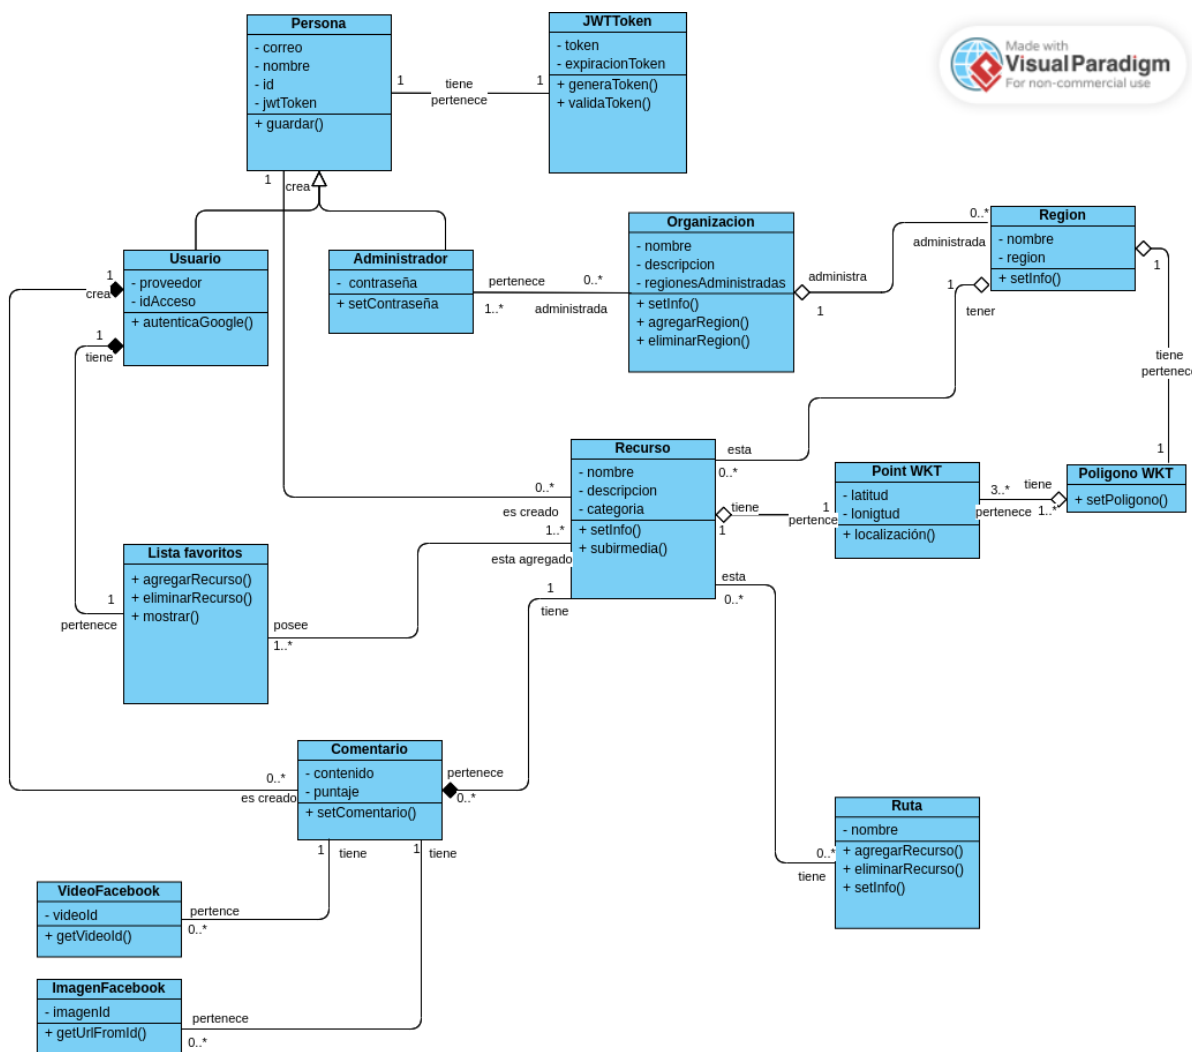 Persona
- correo
- nombre
- id
- jwtToken
+ guardar()
1
tiene
pertenece
1
JWTToken
- token
- expiracionToken
+ generaToken()
+ validaToken()
Made with
Visual Paradigm
For non-commercial use
1
crea
Usuario
- proveedor
- idAcceso
+ autenticaGoogle()
1
crea
1
tiene
Administrador
- contraseña
+ setContraseña
pertenece
1..*
0..*
administrada
Organizacion
- nombre
- descripcion
- regionesAdministradas
+ setInfo()
+ agregarRegion()
+ eliminarRegion()
administra
1
0..*
administrada
Region
- nombre
- region
+ setInfo()
1
tener
1
tiene
pertenece
1
Recurso
- nombre
- descripcion
- categoria
+ setInfo()
+ subirmedia()
esta
0..*
0..*
es creado
1..*
esta agregado
1
tiene
tiene
1
1
pertence
Point WKT
- latitud
- lonigtud
+ localización()
3..*
pertenece
tiene
1..*
Poligono WKT
+ setPoligono()
esta
0..*
Lista favoritos
+ agregarRecurso()
+ eliminarRecurso()
+ mostrar()
1
pertenece
posee
1..*
Comentario
- contenido
- puntaje
+ setComentario()
0..*
es creado
pertenece
0..*
1
tiene
1
tiene
Ruta
- nombre
+ agregarRecurso()
+ eliminarRecurso()
+ setInfo()
0..*
tiene
VideoFacebook
- videoId
+ getVideoId()
pertence
0..*
ImagenFacebook
- imagenId
+ getUrlFromId()
pertenece
0..*